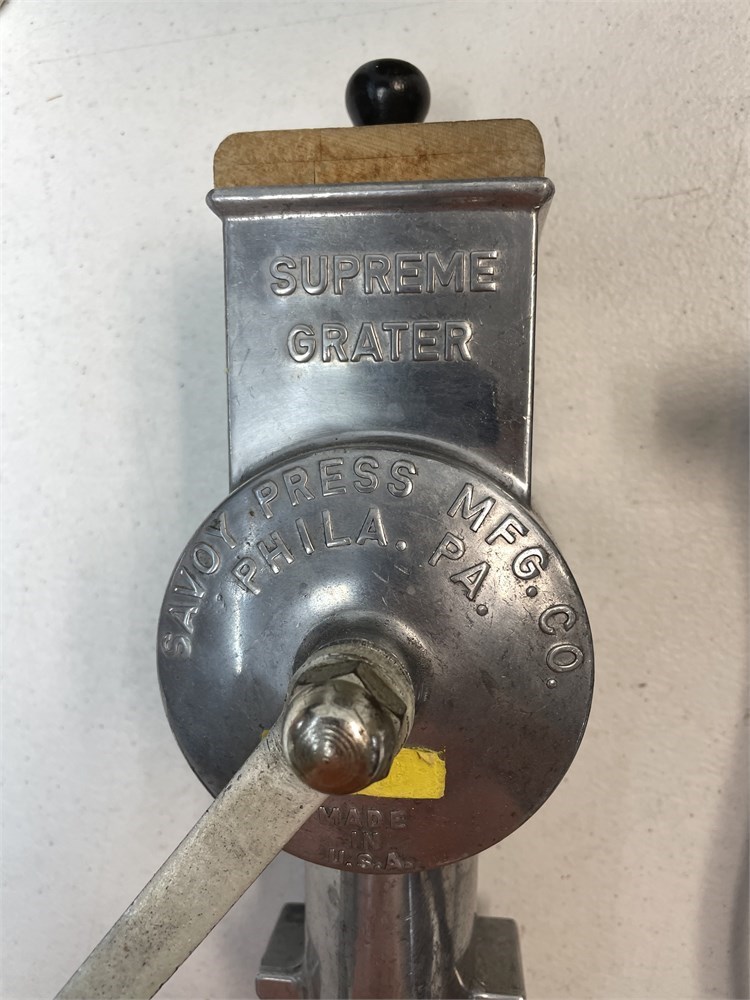 SUPREME
GRATER
SAVOY PRESS MFG. CO.
PHILA. PA.
MADE
IN
U.S.A.